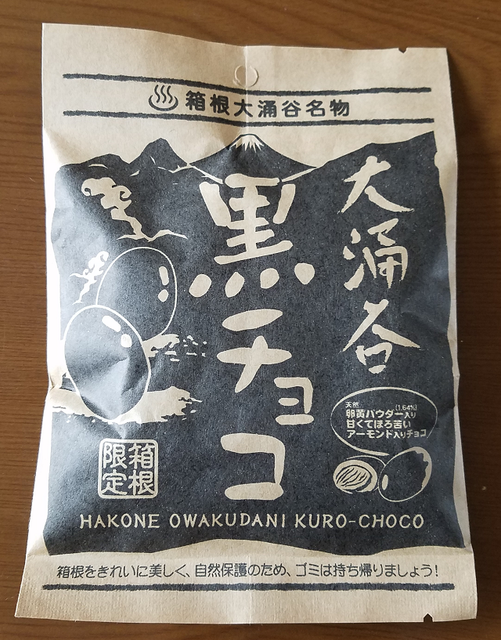 箱根大涌谷名物
大涌谷
黒チョコ
天然 (1.64%)
卵黄パウダー入り
甘くてほろ苦い
アーモンド入りチョコ
箱根
限定
HAKONE OWAKUDANI KURO-CHOCO
箱根をきれいに美しく、自然保護のため、ゴミは持ち帰りましょう!